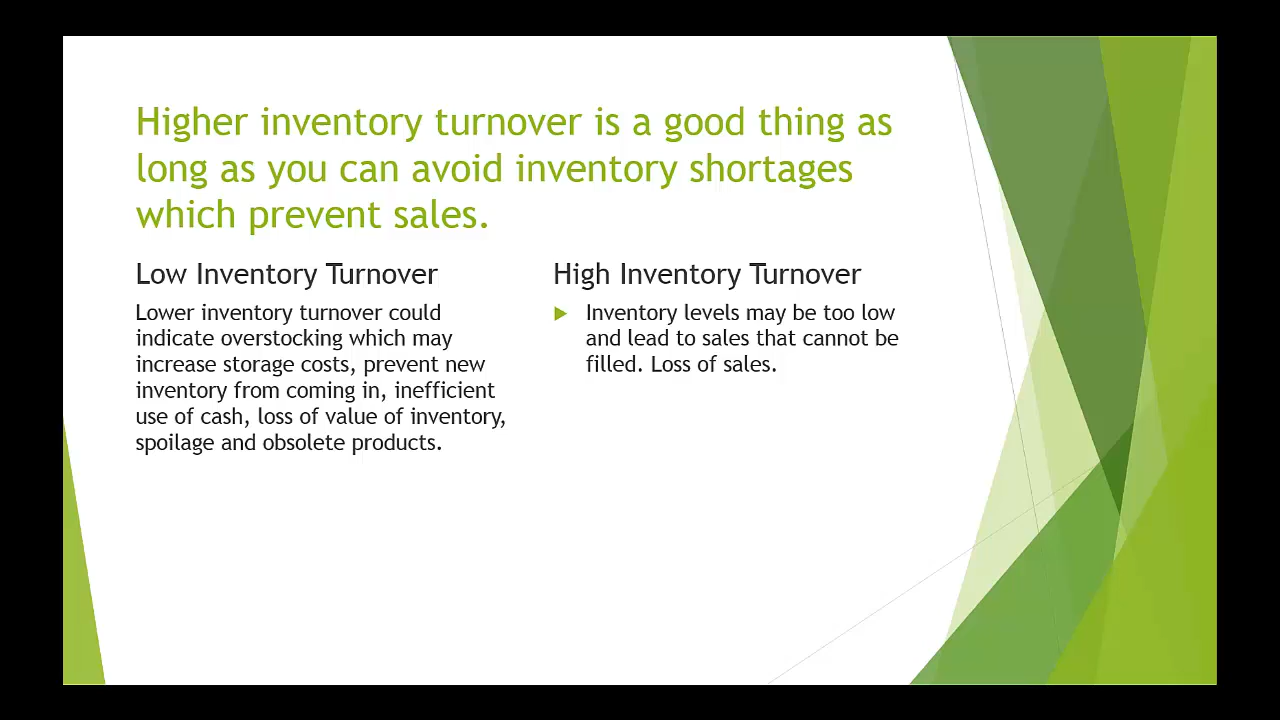 Higher inventory turnover is a good thing as
long as you can avoid inventory shortages
which prevent sales.
Low Inventory Turnover
Lower inventory turnover could
indicate overstocking which may
increase storage costs, prevent new
inventory from coming in, inefficient
use of cash, loss of value of inventory,
spoilage and obsolete products.
High Inventory Turnover
Inventory levels may be too low
and lead to sales that cannot be
filled. Loss of sales.